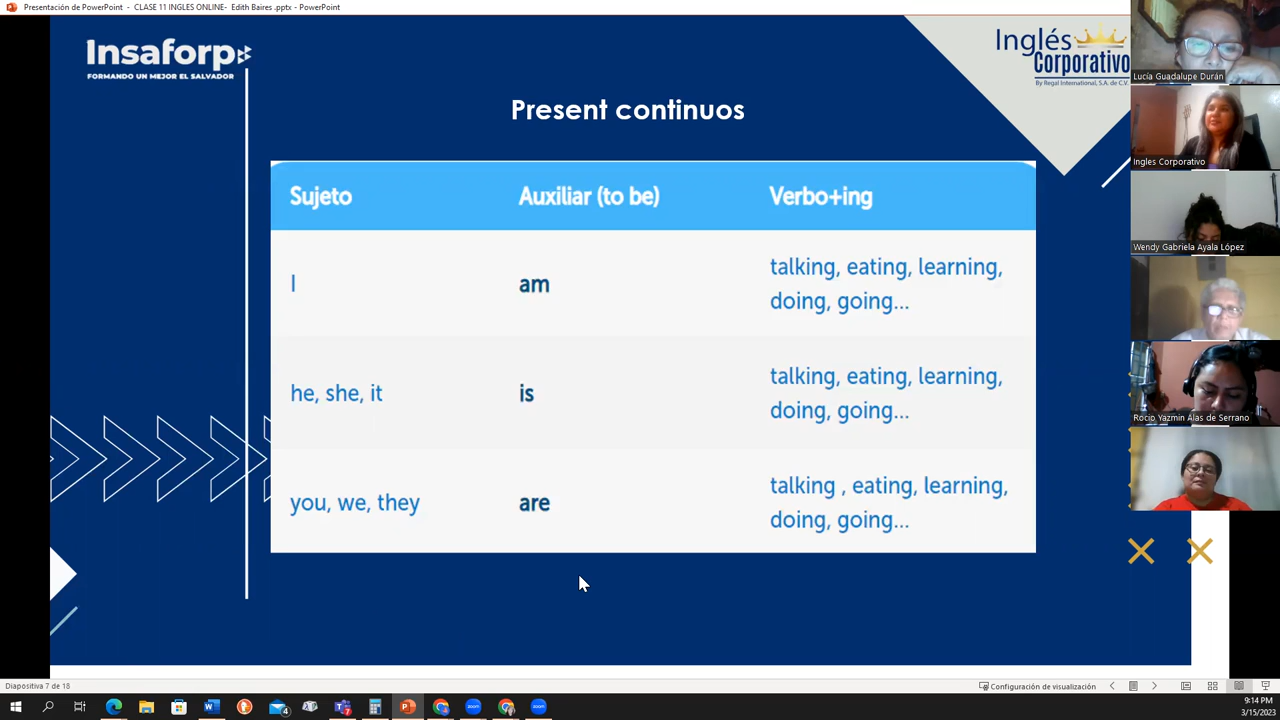 Presentación de PowerPoint - CLASE 11 INGLES ONLINE- Edith Baires .pptx - PowerPoint
Insaforp
FORMANDO UN MEJOR EL SALVADOR
Inglés
Corporativo
By Regal International, S.A. de C.V.
Present continuos
Sujeto Auxiliar (to be) Verbo+ing
I am talking, eating, learning,
doing, going...
he, she, it is talking, eating, learning,
doing, going...
you, we, they are talking , eating, learning,
doing, going...
Lucía Guadalupe Durán
Ingles Corporativo
Wendy Gabriela Ayala López
Rocio Yazmin Alas de Serrano
Diapositiva 7 de 18
Configuración de visualización
9:14 PM
3/15/2023